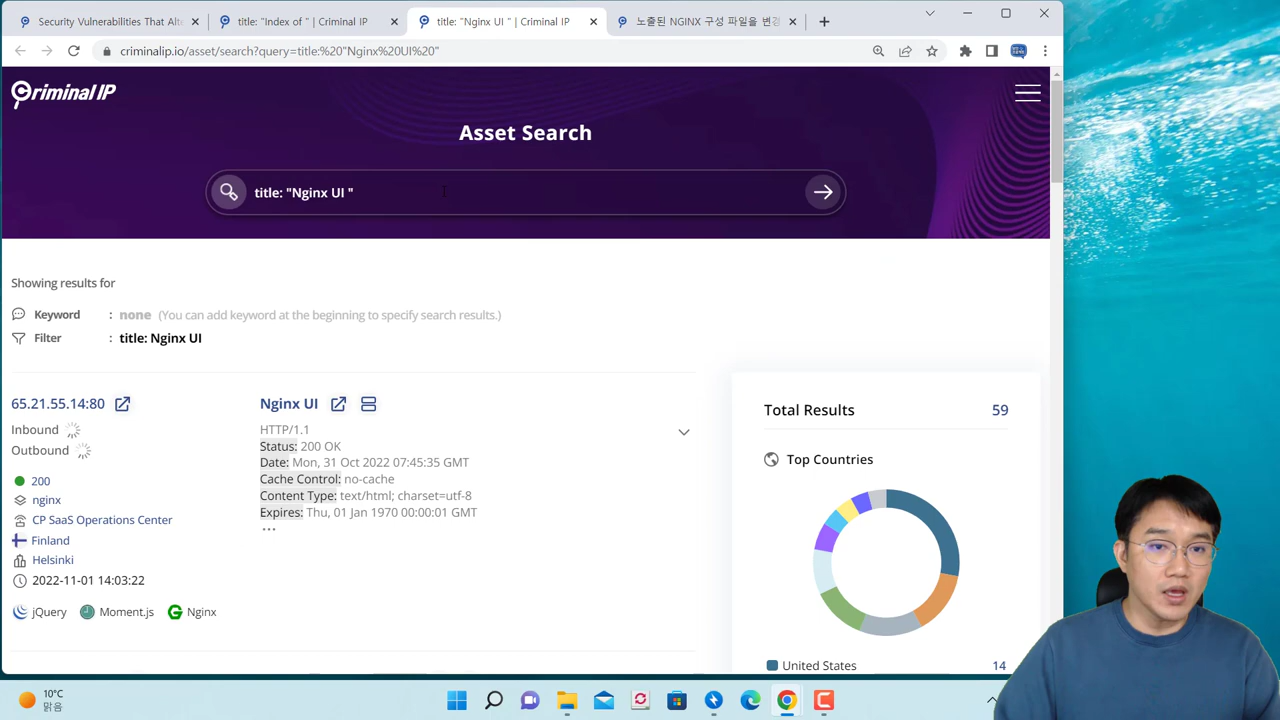 Security Vulnerabilities That Alte
title: "Index of " | Criminal IP
title: "Nginx UI " | Criminal IP
노출된 NGINX 구성 파일을 변경
criminalip.io/asset/search?query=title:%20"Nginx%20UI%20"
Criminal IP
Asset Search
title: "Nginx UI "
Showing results for
Keyword : none (You can add keyword at the beginning to specify search results.)
Filter : title: Nginx UI
65.21.55.14:80
Inbound
Outbound
200
nginx
CP SaaS Operations Center
Finland
Helsinki
2022-11-01 14:03:22
jQuery Moment.js Nginx
Nginx UI
HTTP/1.1
Status: 200 OK
Date: Mon, 31 Oct 2022 07:45:35 GMT
Cache Control: no-cache
Content Type: text/html; charset=utf-8
Expires: Thu, 01 Jan 1970 00:00:01 GMT
...
Total Results 59
Top Countries
United States 14
10°C
맑음